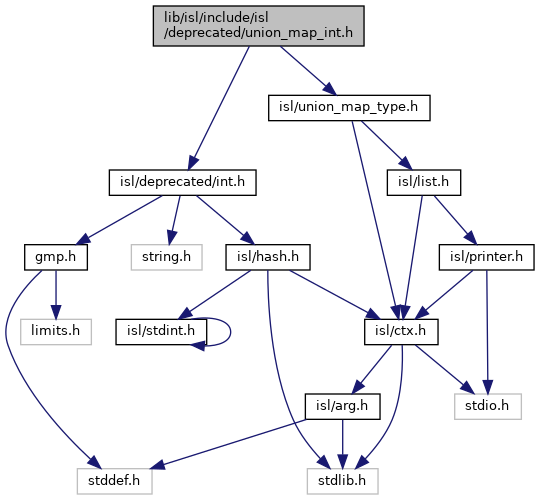 lib/isl/include/isl
/deprecated/union_map_int.h
isl/union_map_type.h
isl/deprecated/int.h
isl/list.h
gmp.h
string.h
isl/hash.h
isl/printer.h
limits.h
isl/stdint.h
isl/ctx.h
isl/arg.h
stdio.h
stddef.h
stdlib.h